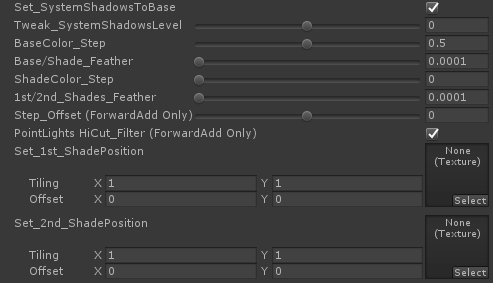 Set_SystemShadowsToBase
Tweak_SystemShadowsLevel 0
BaseColor_Step 0.5
Base/Shade_Feather 0.0001
ShadeColor_Step 0
1st/2nd_Shades_Feather 0.0001
Step_Offset (ForwardAdd Only) 0
PointLights HiCut_Filter (ForwardAdd Only)
Set_1st_ShadePosition None
(Texture)
Tiling X 1 Y 1
Offset X 0 Y 0 Select
Set_2nd_ShadePosition None
(Texture)
Tiling X 1 Y 1
Offset X 0 Y 0 Select